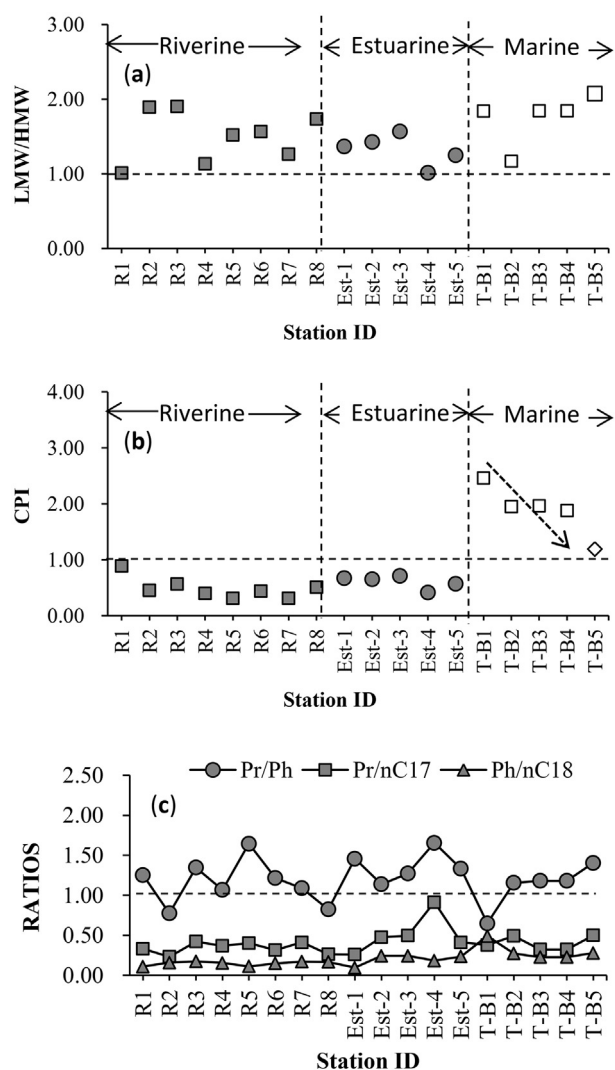 3.00
Riverine Estuarine Marine
(a)
2.00
1.00
0.00
LMW/HMW
R1 R2 R3 R4 R5 R6 R7 R8 Est-1 Est-2 Est-3 Est-4 Est-5 T-B1 T-B2 T-B3 T-B4 T-B5
Station ID
4.00
Riverine Estuarine Marine
(b)
3.00
2.00
1.00
0.00
CPI
R1 R2 R3 R4 R5 R6 R7 R8 Est-1 Est-2 Est-3 Est-4 Est-5 T-B1 T-B2 T-B3 T-B4 T-B5
Station ID
2.50
Pr/Ph Pr/nC17 Ph/nC18
(c)
2.00
1.50
1.00
0.50
0.00
RATIOS
R1 R2 R3 R4 R5 R6 R7 R8 Est-1 Est-2 Est-3 Est-4 Est-5 T-B1 T-B2 T-B3 T-B4 T-B5
Station ID